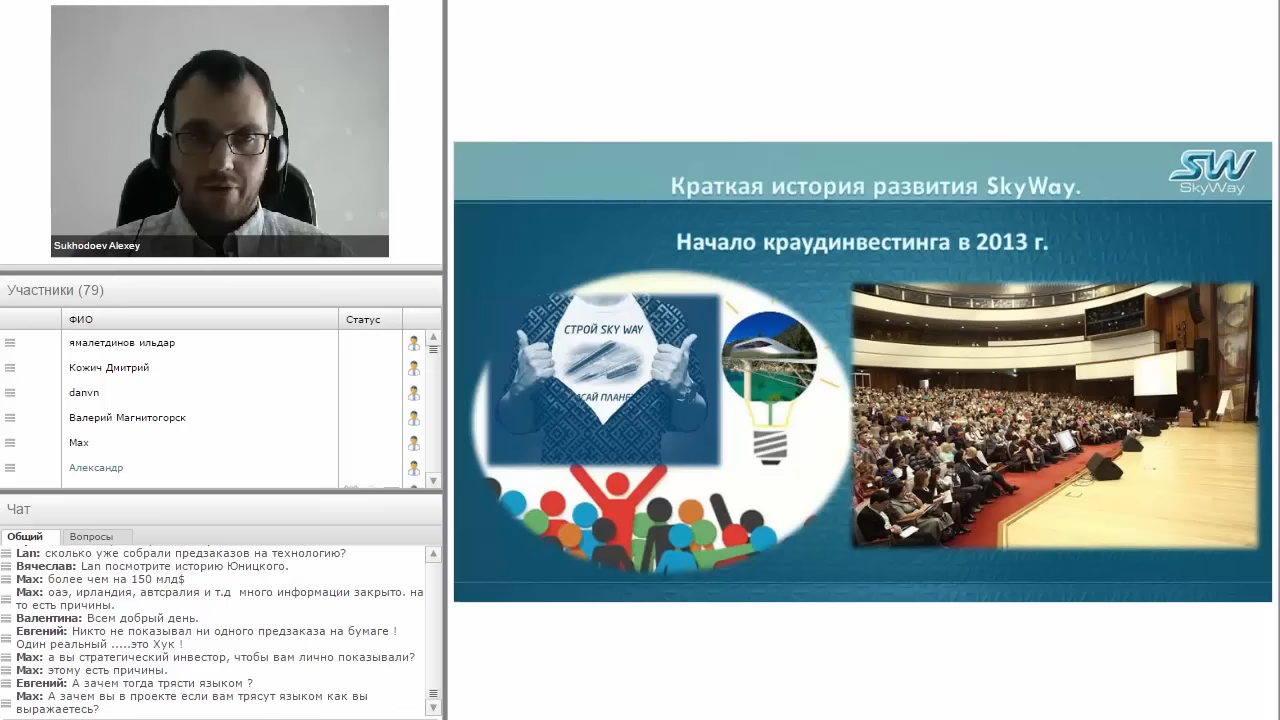 Sukhodoev Alexey
Участники (79)
ФИО
Статус
ямалетдинов ильдар
Кожич Дмитрий
danvn
Валерий Магнитогорск
Max
Александр
Чат
Общий
Вопросы
Lan: сколько уже собрали предзаказов на технологию?
Вячеслав: Lan посмотрите историю Юницкого.
Max: более чем на 150 млд$
Max: оаэ, ирландия, автсралия и т.д много информации закрыто. на
то есть причины.
Валентина: Всем добрый день.
Евгений: Никто не показывал ни одного предзаказа на бумаге !
Один реальный .....это Хук !
Max: а вы стратегический инвестор, чтобы вам лично показывали?
Max: этому есть причины.
Евгений: А зачем тогда трясти языком ?
Max: А зачем вы в проекте если вам трясут языком как вы
выражаетесь?
SW
SkyWay
Краткая история развития SkyWay.
Начало краудинвестинга в 2013 г.
СТРОЙ SKY WAY